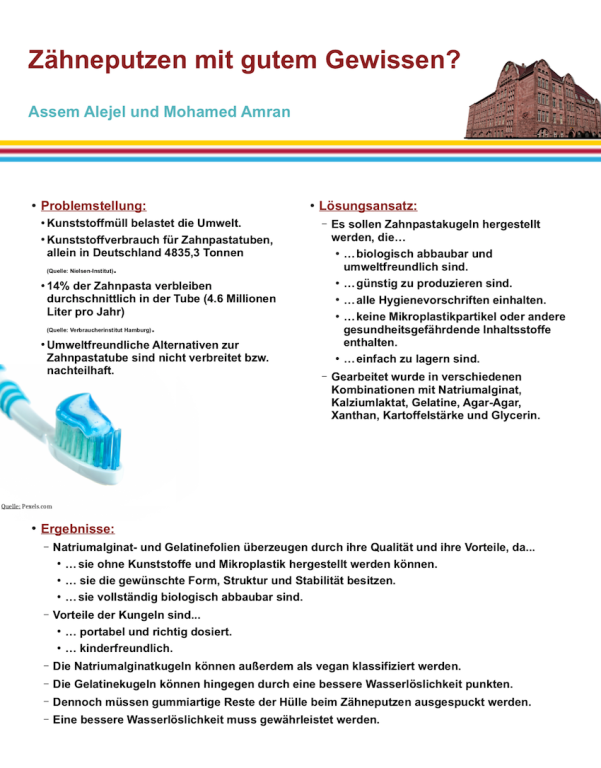 Zähneputzen mit gutem Gewissen?
Assem Alejel und Mohamed Amran
• Problemstellung:
• Kunststoffmüll belastet die Umwelt.
• Kunststoffverbrauch für Zahnpastatuben,
allein in Deutschland 4835,3 Tonnen
(Quelle: Nielsen-Institut).
• 14% der Zahnpasta verbleiben
durchschnittlich in der Tube (4.6 Millionen
Liter pro Jahr)
(Quelle: Verbraucherinstitut Hamburg).
• Umweltfreundliche Alternativen zur
Zahnpastatube sind nicht verbreitet bzw.
nachteilhaft.
Quelle: Pexels.com
• Lösungsansatz:
– Es sollen Zahnpastakugeln hergestellt
werden, die…
• …biologisch abbaubar und
umweltfreundlich sind.
• …günstig zu produzieren sind.
• …alle Hygienevorschriften einhalten.
• …keine Mikroplastikpartikel oder andere
gesundheitsgefährdende Inhaltsstoffe
enthalten.
• …einfach zu lagern sind.
– Gearbeitet wurde in verschiedenen
Kombinationen mit Natriumalginat,
Kalziumlaktat, Gelatine, Agar-Agar,
Xanthan, Kartoffelstärke und Glycerin.
• Ergebnisse:
– Natriumalginat- und Gelatinefolien überzeugen durch ihre Qualität und ihre Vorteile, da...
• …sie ohne Kunststoffe und Mikroplastik hergestellt werden können.
• … sie die gewünschte Form, Struktur und Stabilität besitzen.
• …sie vollständig biologisch abbaubar sind.
– Vorteile der Kungeln sind...
• … portabel und richtig dosiert.
• … kinderfreundlich.
– Die Natriumalginatkugeln können außerdem als vegan klassifiziert werden.
– Die Gelatinekugeln können hingegen durch eine bessere Wasserlöslichkeit punkten.
– Dennoch müssen gummiartige Reste der Hülle beim Zähneputzen ausgespuckt werden.
– Eine bessere Wasserlöslichkeit muss gewährleistet werden.